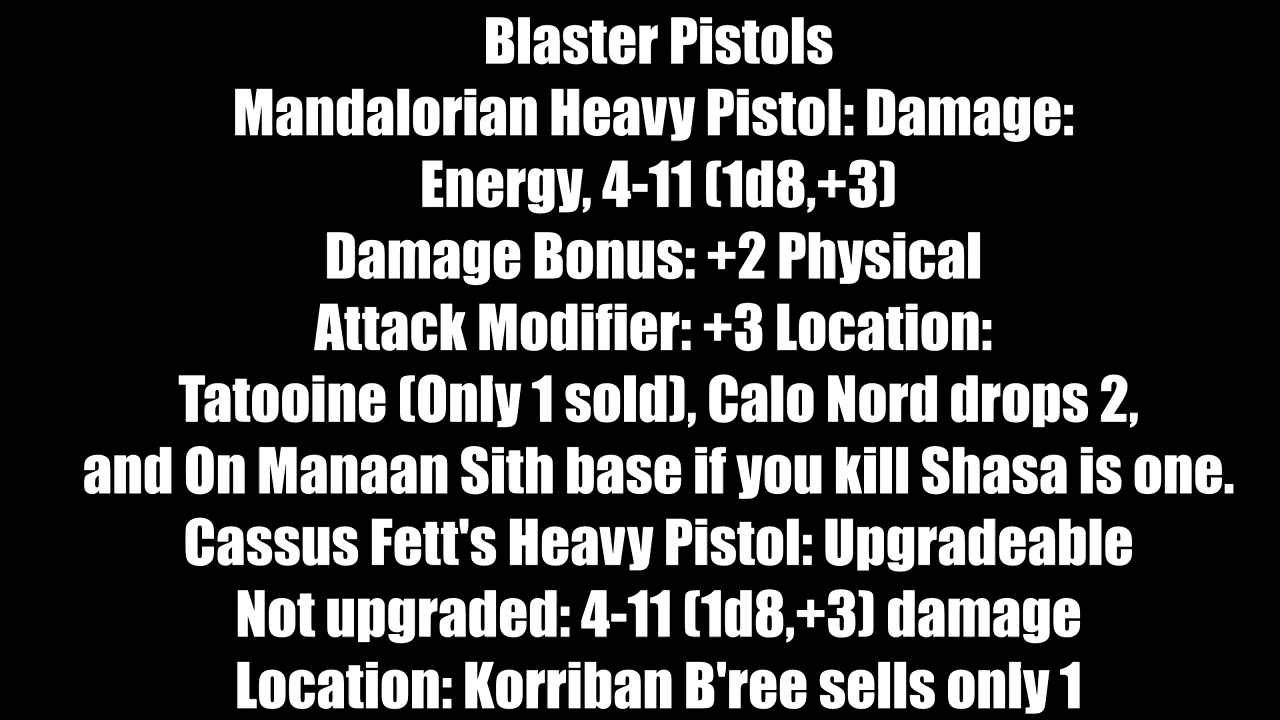 Blaster Pistols
Mandalorian Heavy Pistol: Damage:
Energy, 4-11 (1d8,+3)
Damage Bonus: +2 Physical
Attack Modifier: +3 Location:
Tatooine (Only 1 sold), Calo Nord drops 2,
and On Manaan Sith base if you kill Shasa is one.
Cassus Fett's Heavy Pistol: Upgradeable
Not upgraded: 4-11 (1d8,+3) damage
Location: Korriban B'ree sells only 1